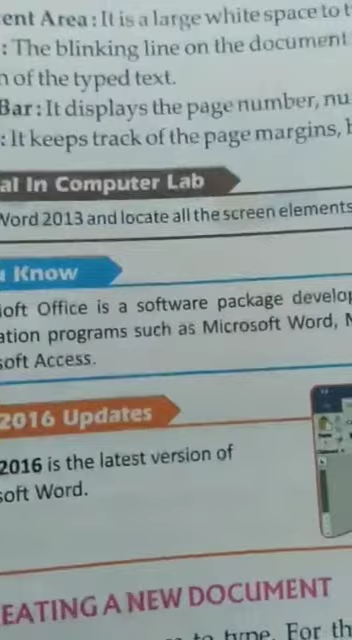 ent Area : It is a large white space to t
: The blinking line on the document
n of the typed text.
Bar : It displays the page number, nu
: It keeps track of the page margins, b
al In Computer Lab
Word 2013 and locate all the screen elements
u Know
soft Office is a software package develop
ation programs such as Microsoft Word, M
soft Access.
2016 Updates
2016 is the latest version of
soft Word.
EATING A NEW DOCUMENT
to type. For th